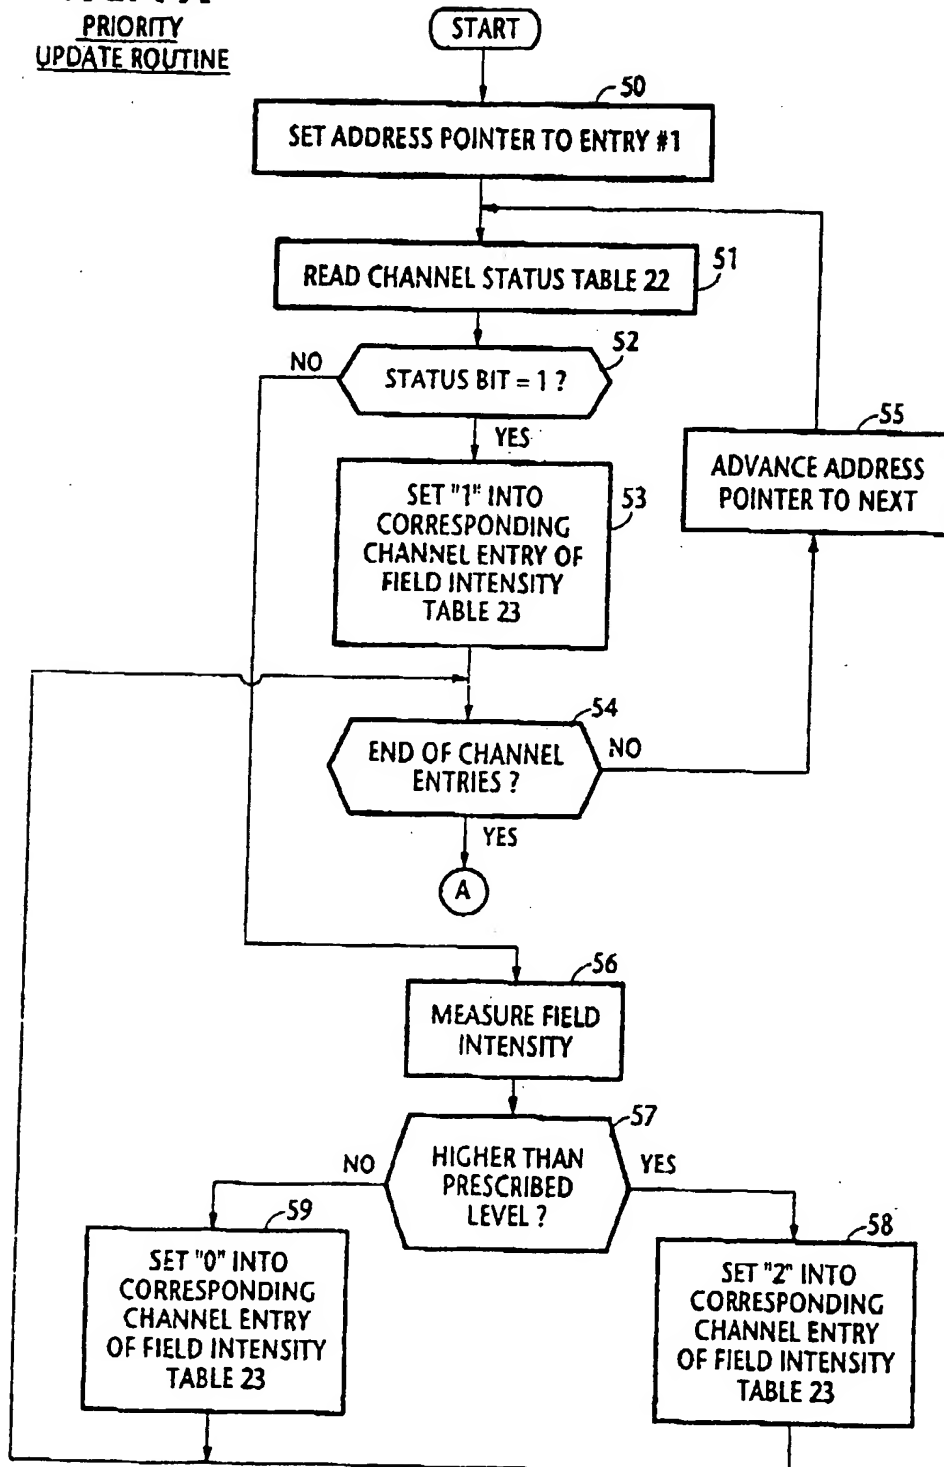 PRIORITY
UPDATE ROUTINE
START
50
SET ADDRESS POINTER TO ENTRY #1
READ CHANNEL STATUS TABLE 22
51
52
NO
STATUS BIT = 1 ?
YES
55
ADVANCE ADDRESS
POINTER TO NEXT
SET "1" INTO
CORRESPONDING
CHANNEL ENTRY OF
FIELD INTENSITY
TABLE 23
53
54
END OF CHANNEL
ENTRIES ?
NO
YES
A
56
MEASURE FIELD
INTENSITY
57
HIGHER THAN
PRESCRIBED
LEVEL ?
NO
YES
59
SET "0" INTO
CORRESPONDING
CHANNEL ENTRY
OF FIELD INTENSITY
TABLE 23
58
SET "2" INTO
CORRESPONDING
CHANNEL ENTRY
OF FIELD INTENSITY
TABLE 23